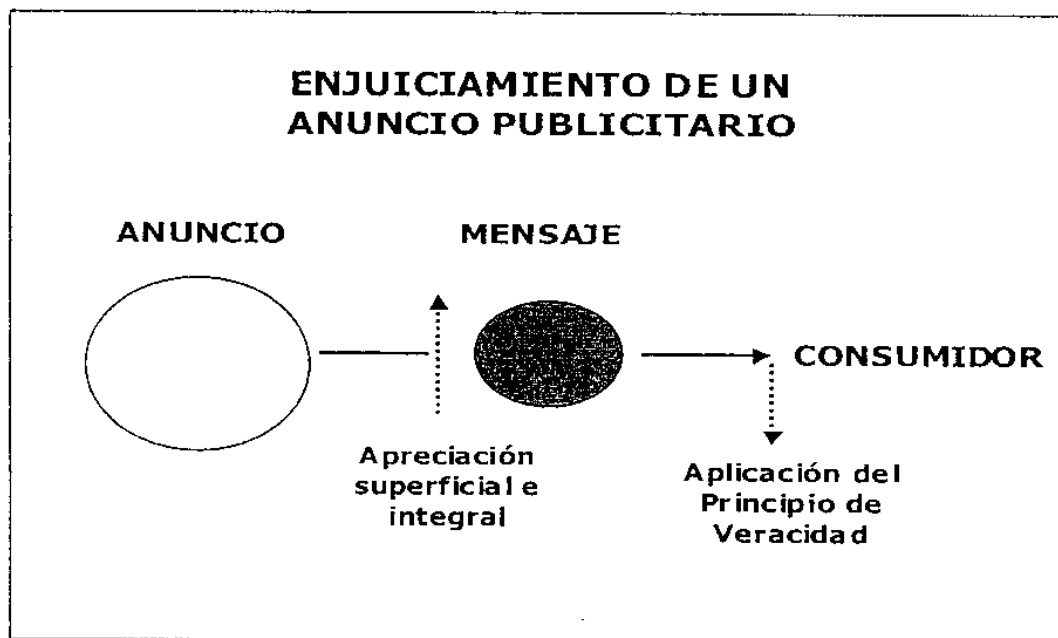 ENJUICIAMIENTO DE UN
ANUNCIO PUBLICITARIO
ANUNCIO
MENSAJE
CONSUMIDOR
Apreciación
superficial e
integral
Aplicación del
Principio de
Veracidad